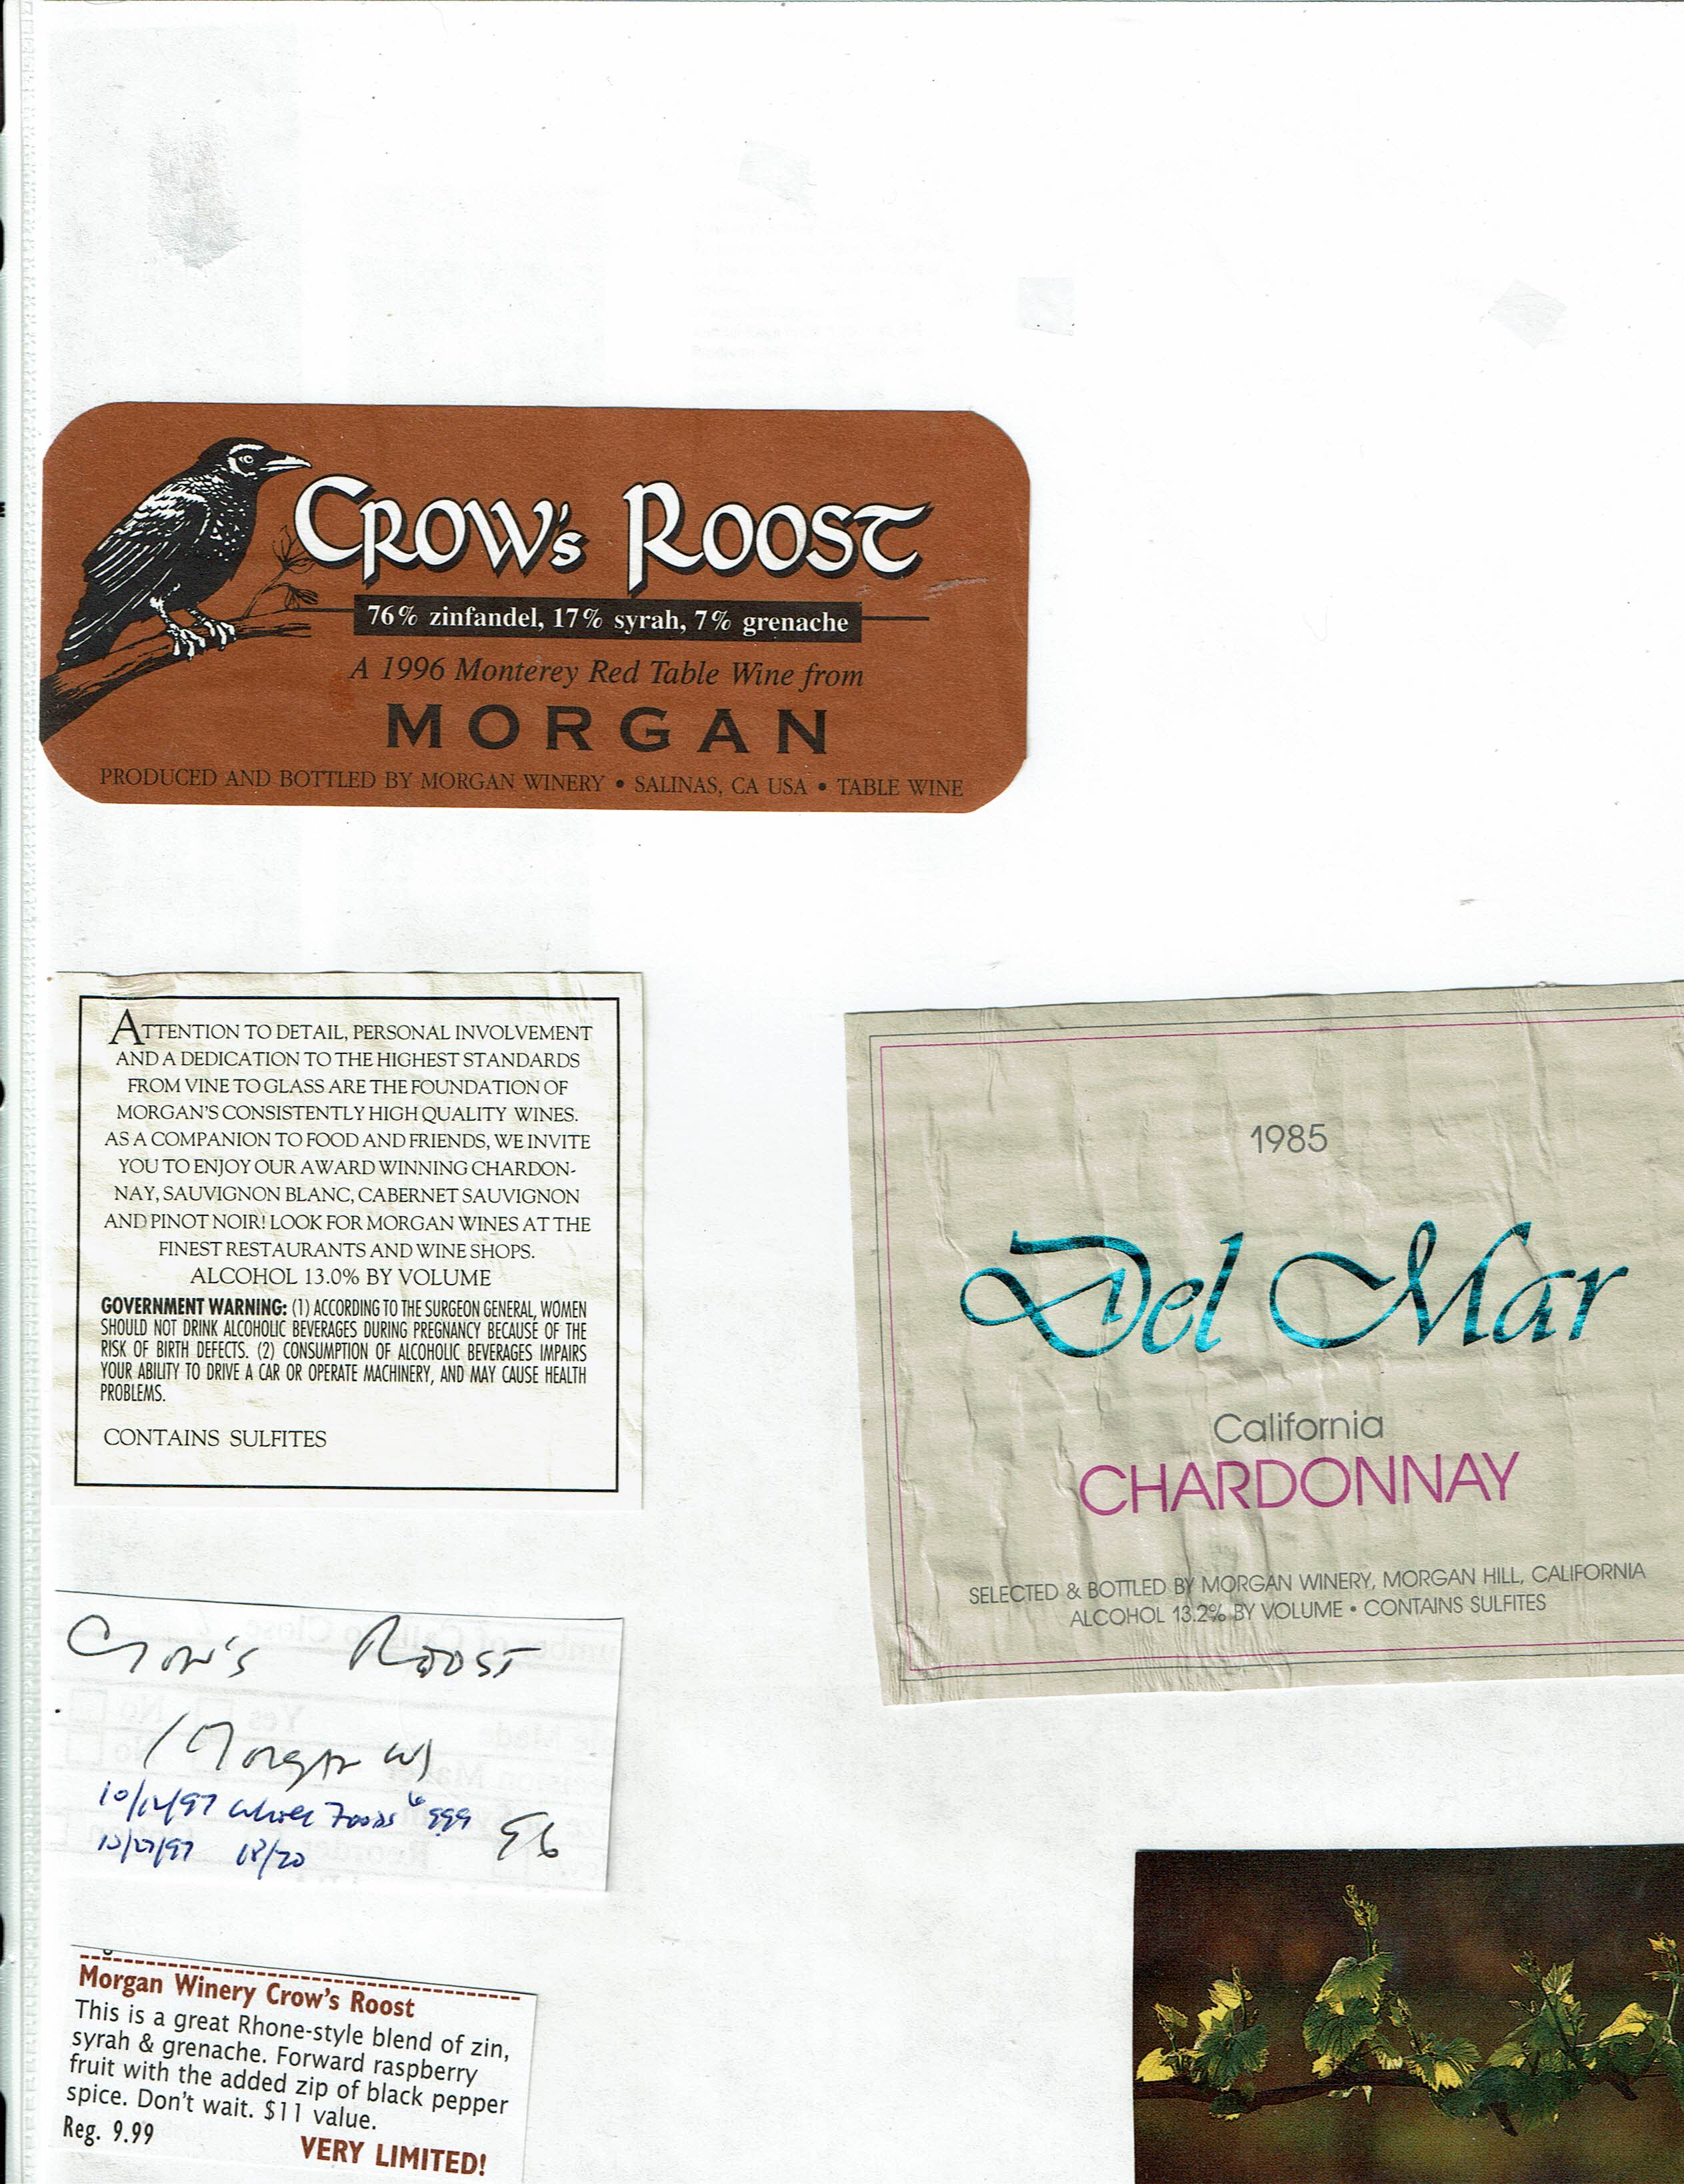 CROW's ROOST
76% zinfandel, 17% syrah, 7% grenache
A 1996 Monterey Red Table Wine from
MORGAN
PRODUCED AND BOTTLED BY MORGAN WINERY • SALINAS, CA USA • TABLE WINE
ATTENTION TO DETAIL, PERSONAL INVOLVEMENT
AND A DEDICATION TO THE HIGHEST STANDARDS
FROM VINE TO GLASS ARE THE FOUNDATION OF
MORGAN'S CONSISTENTLY HIGH QUALITY WINES.
AS A COMPANION TO FOOD AND FRIENDS, WE INVITE
YOU TO ENJOY OUR AWARD WINNING CHARDON-
NAY, SAUVIGNON BLANC, CABERNET SAUVIGNON
AND PINOT NOIR! LOOK FOR MORGAN WINES AT THE
FINEST RESTAURANTS AND WINE SHOPS.
ALCOHOL 13.0% BY VOLUME
GOVERNMENT WARNING: (1) ACCORDING TO THE SURGEON GENERAL, WOMEN
SHOULD NOT DRINK ALCOHOLIC BEVERAGES DURING PREGNANCY BECAUSE OF THE
RISK OF BIRTH DEFECTS. (2) CONSUMPTION OF ALCOHOLIC BEVERAGES IMPAIRS
YOUR ABILITY TO DRIVE A CAR OR OPERATE MACHINERY, AND MAY CAUSE HEALTH
PROBLEMS.
CONTAINS SULFITES
1985
Del Mar
California
CHARDONNAY
SELECTED & BOTTLED BY MORGAN WINERY, MORGAN HILL, CALIFORNIA
ALCOHOL 13.2% BY VOLUME • CONTAINS SULFITES
Crow's Roost
(Morgan W)
Whole Foods 999
96
18/20
Morgan Winery Crow's Roost
This is a great Rhone-style blend of zin,
syrah & grenache. Forward raspberry
fruit with the added zip of black pepper
spice. Don't wait. $11 value.
Reg. 9.99
VERY LIMITED!